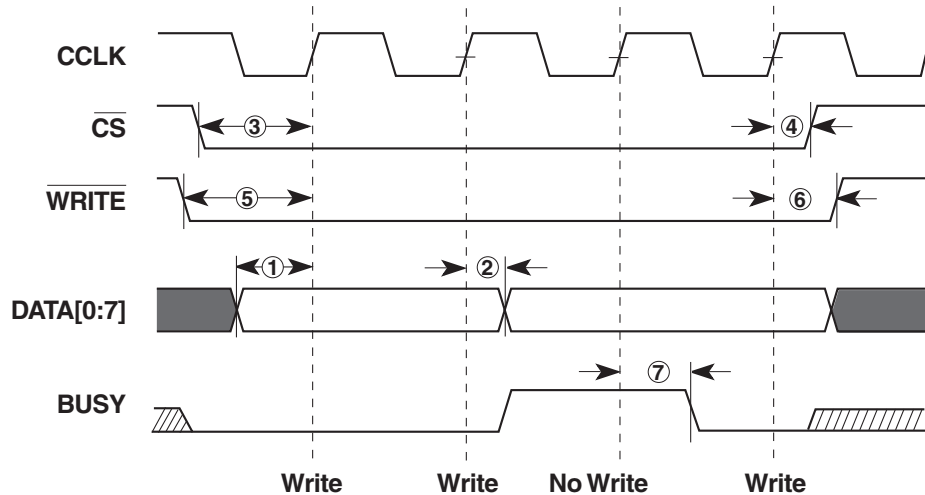 CCLK
CS
③ ④
WRITE
⑤ ⑥
① ②
DATA[0:7]
⑦
BUSY
Write Write No Write Write